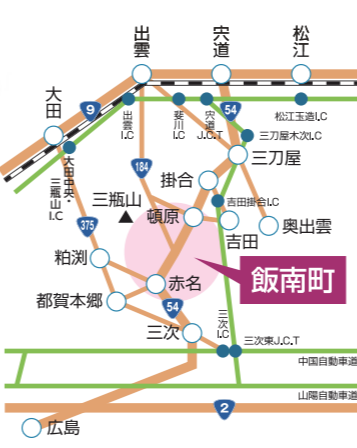 出雲
宍道
松江
大田
9
54
出雲I.C
斐川I.C
宍道J.C.T
松江玉造I.C
三刀屋木次I.C
大田中央・三瓶山I.C
三刀屋
184
掛合
三瓶山
吉田掛合I.C
頓原
奥出雲
375
吉田
粕渕
飯南町
赤名
都賀本郷
54
三次
三次I.C
三次東J.C.T
中国自動車道
山陽自動車道
2
広島